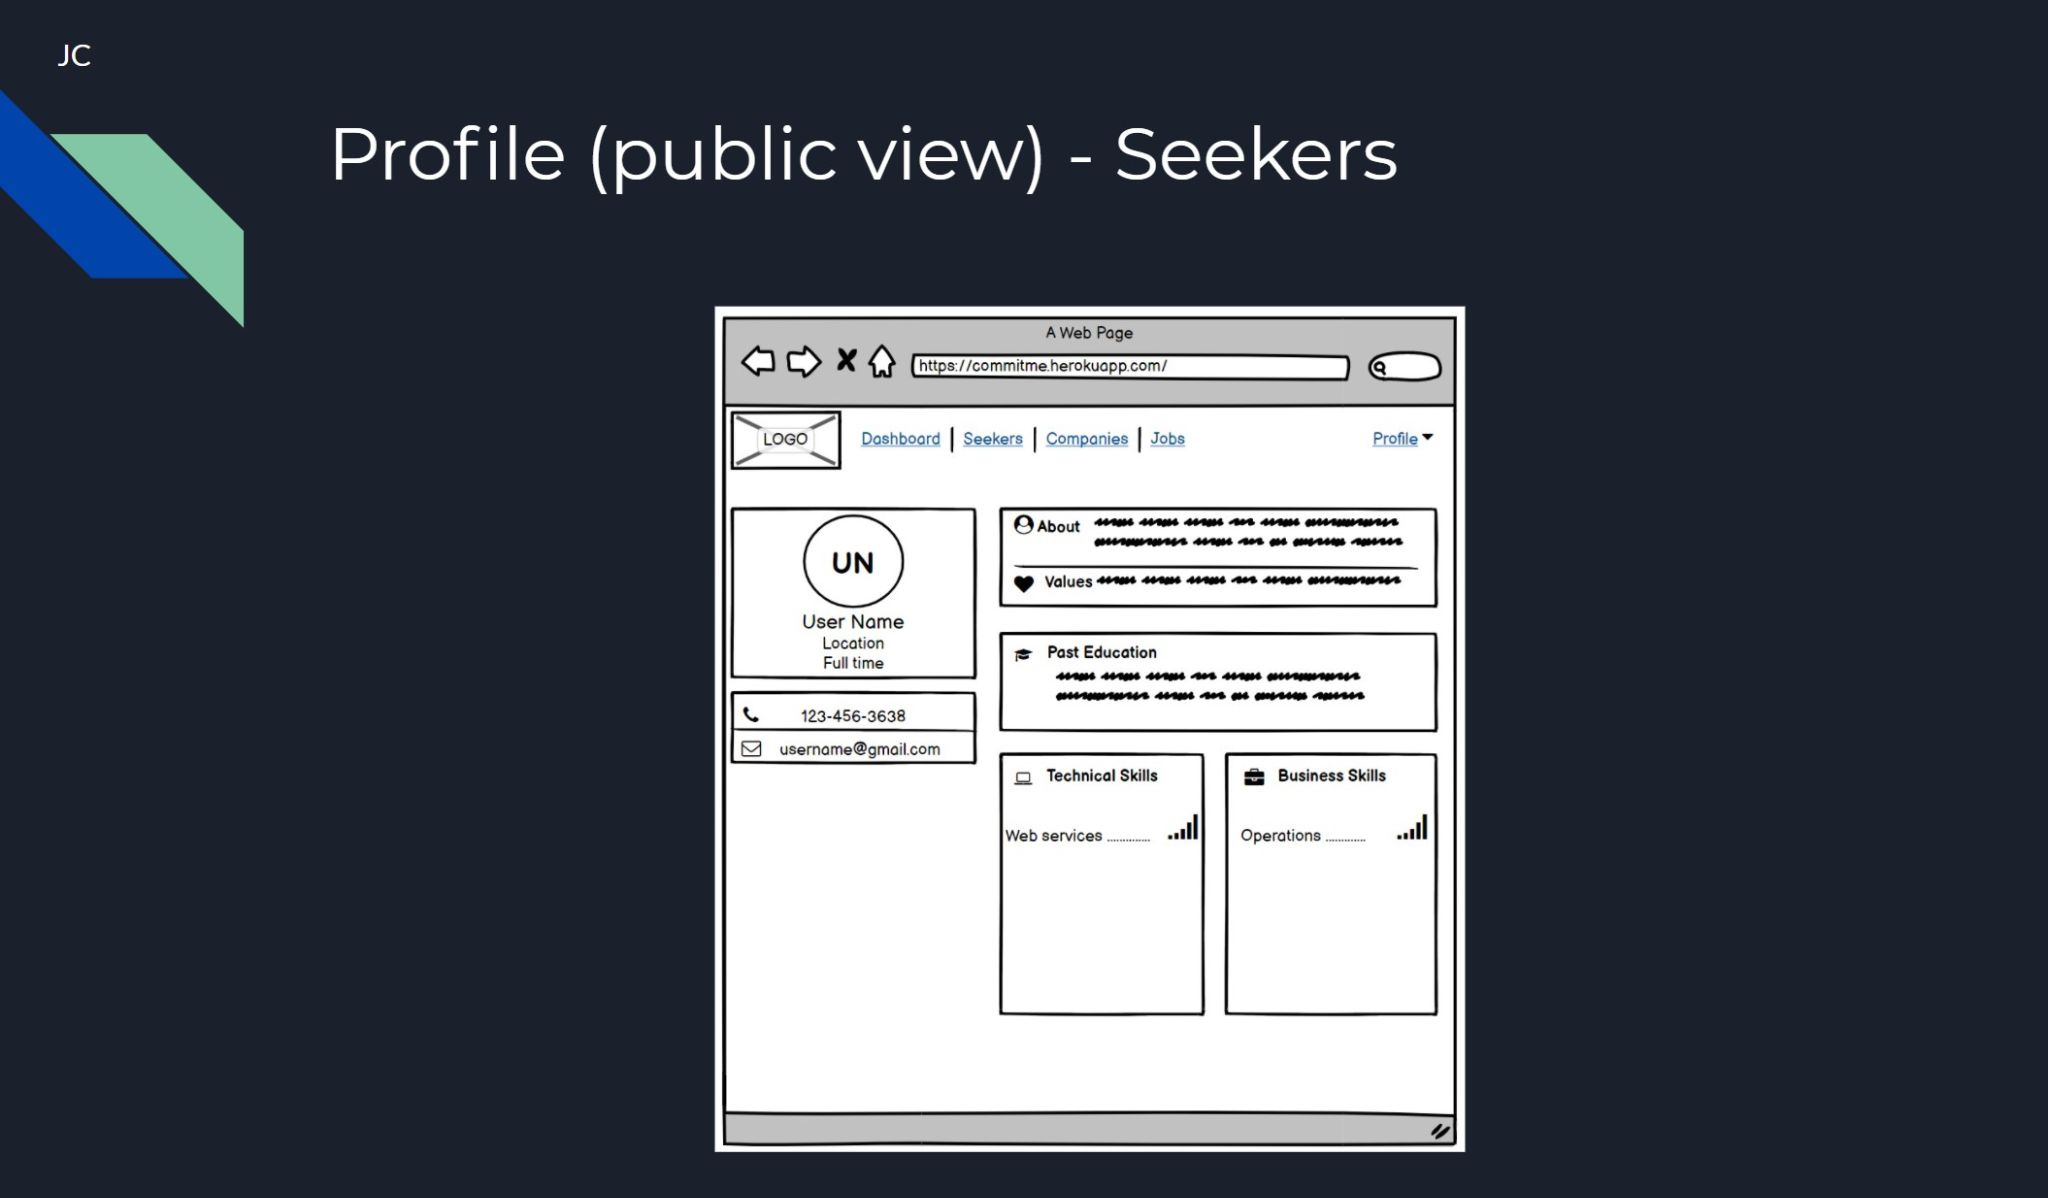 JC
Profile (public view) - Seekers
A Web Page
https://commitme.herokuapp.com/
LOGO
Dashboard | Seekers | Companies | Jobs
Profile
UN
User Name
Location
Full time
123-456-3638
username@gmail.com
About
Values
Past Education
Technical Skills
Web services .............
Business Skills
Operations ............